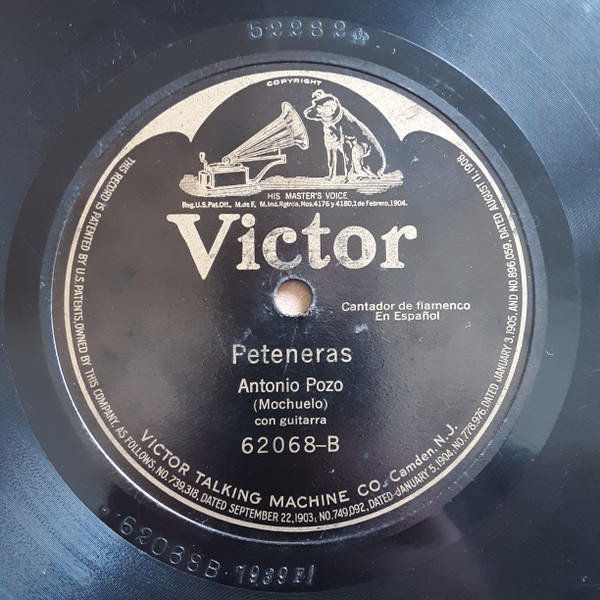 52282
COPYRIGHT
HIS MASTER'S VOICE
Reg.U.S.Pat.Off., M.de F, M.Ind.Rgtrda, Nos.4176 y 4180,1 de Febrero, 1904.
Victor
Cantador de flamenco
En Español
Peteneras
Antonio Pozo
(Mochuelo)
con guitarra
62068-B
VICTOR TALKING MACHINE CO. Camden. N.J.
THIS RECORD IS PATENTED BY U.S. PATENTS, OWNED BY THIS COMPANY, AS FOLLOWS, NO.739,318, DATED SEPTEMBER 22,1903; NO.749,092, DATED JANUARY 5,1904; NO.778,976, DATED JANUARY 3,1905, AND NO.896,059, DATED AUGUST 11,1908
62068B